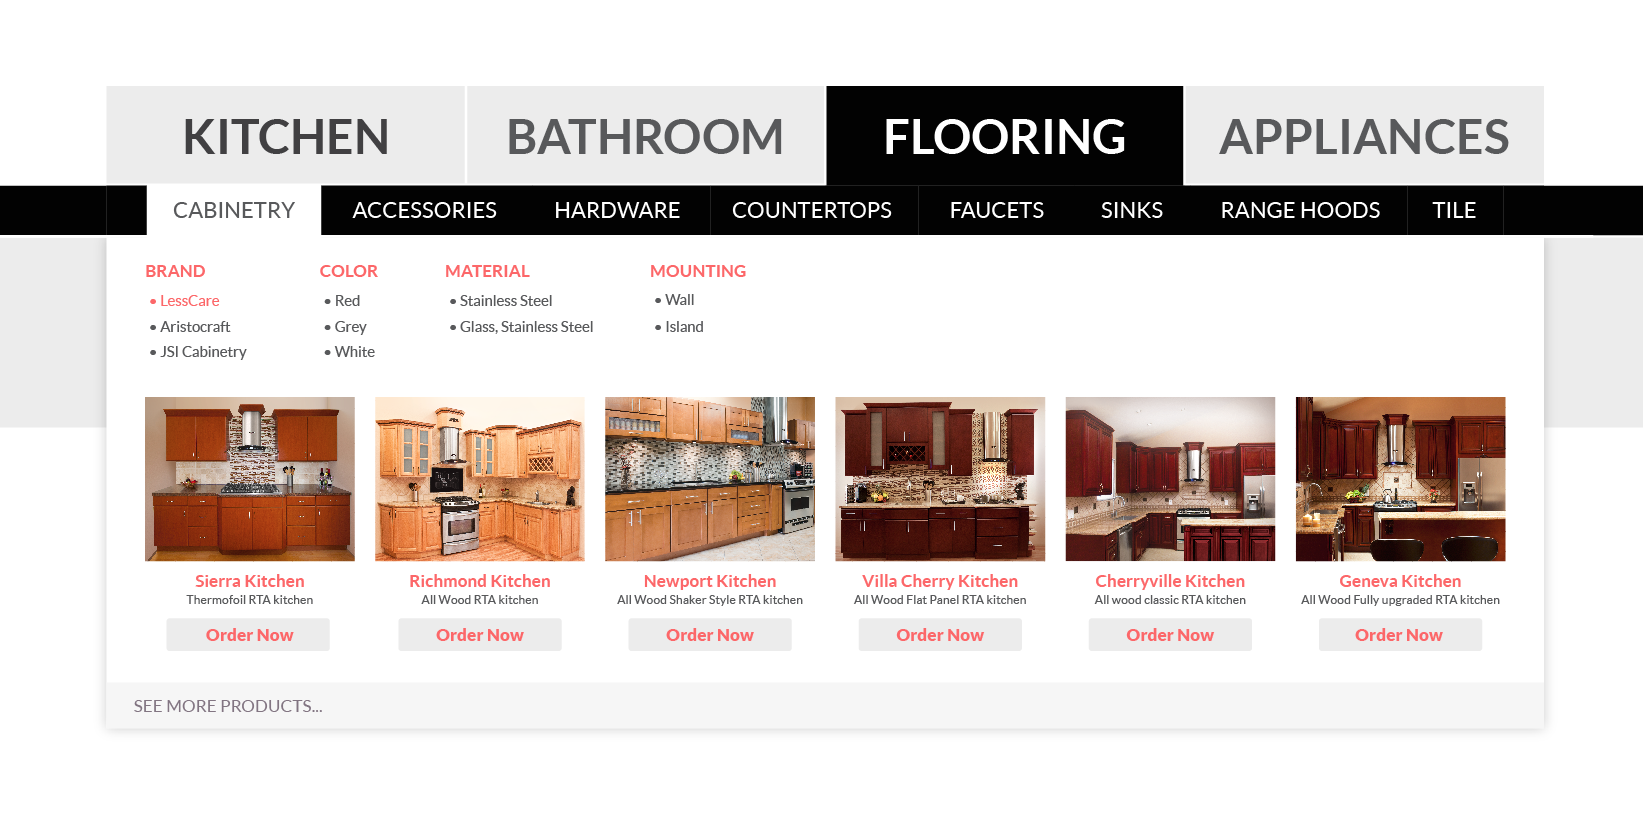 KITCHEN BATHROOM FLOORING APPLIANCES
CABINETRY ACCESSORIES HARDWARE COUNTERTOPS FAUCETS SINKS RANGE HOODS TILE
BRAND COLOR MATERIAL MOUNTING
• LessCare • Red • Stainless Steel • Wall
• Aristocraft • Grey • Glass, Stainless Steel • Island
• JSI Cabinetry • White
Sierra Kitchen Richmond Kitchen Newport Kitchen Villa Cherry Kitchen Cherryville Kitchen Geneva Kitchen
Thermofoil RTA kitchen All Wood RTA kitchen All Wood Shaker Style RTA kitchen All Wood Flat Panel RTA kitchen All wood classic RTA kitchen All Wood Fully upgraded RTA kitchen
Order Now Order Now Order Now Order Now Order Now Order Now
SEE MORE PRODUCTS...